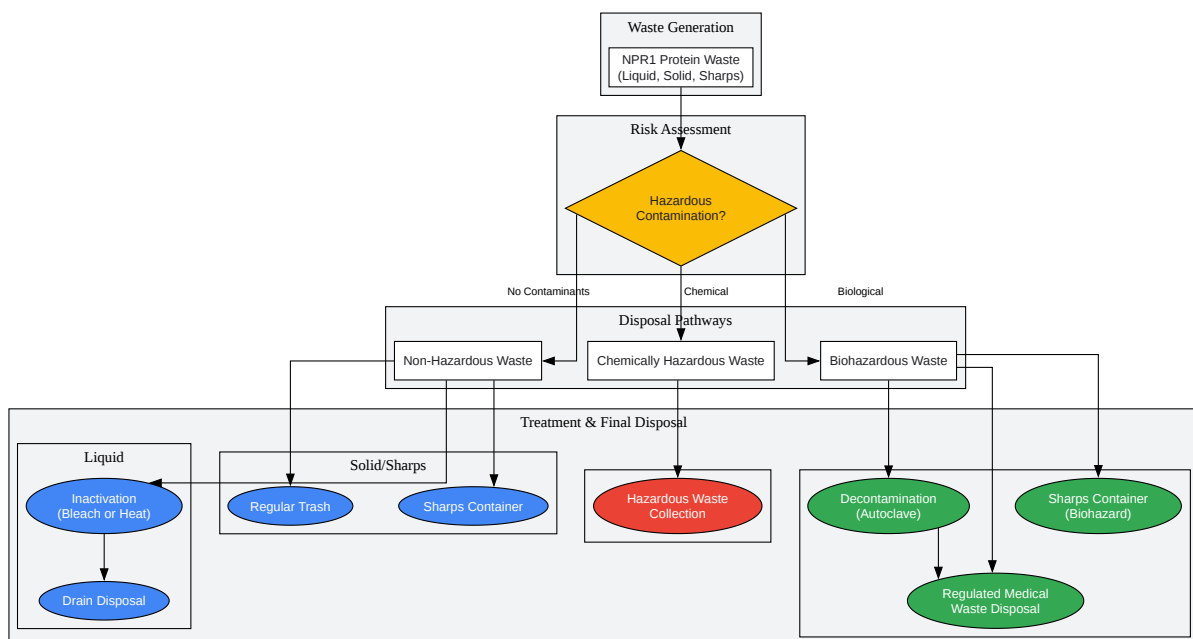 Waste Generation
NPR1 Protein Waste
(Liquid, Solid, Sharps)
Risk Assessment
Hazardous
Contamination?
No Contaminants
Chemical
Biological
Disposal Pathways
Non-Hazardous Waste
Chemically Hazardous Waste
Biohazardous Waste
Treatment & Final Disposal
Liquid
Inactivation
(Bleach or Heat)
Drain Disposal
Solid/Sharps
Regular Trash
Sharps Container
Hazardous Waste
Collection
Decontamination
(Autoclave)
Sharps Container
(Biohazard)
Regulated Medical
Waste Disposal